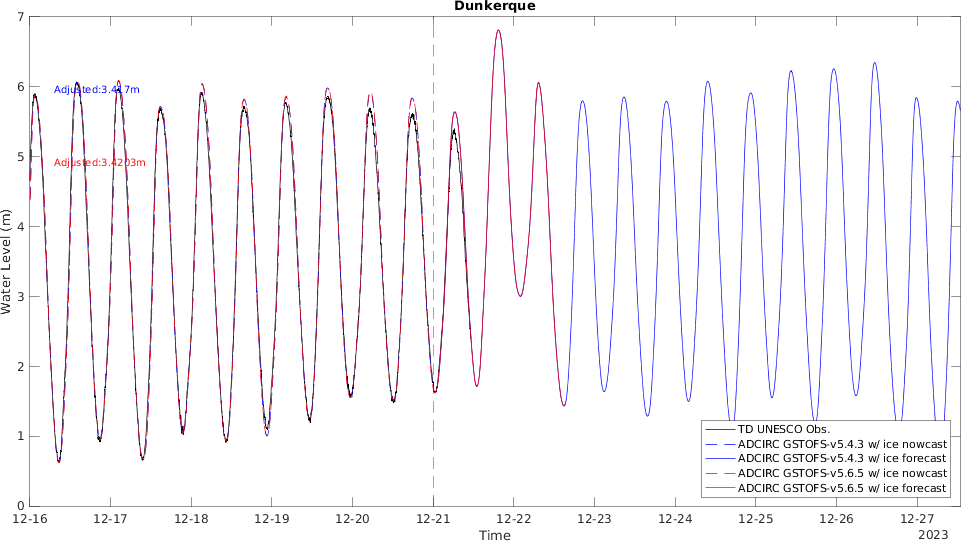 Dunkerque
7
6
5
4
3
2
1
0
Water Level (m)
Adjusted:3.417m
Adjusted:3.4203m
TD UNESCO Obs.
ADCIRC GSTOFS-v5.4.3 w/ ice nowcast
ADCIRC GSTOFS-v5.4.3 w/ ice forecast
ADCIRC GSTOFS-v5.6.5 w/ ice nowcast
ADCIRC GSTOFS-v5.6.5 w/ ice forecast
12-16 12-17 12-18 12-19 12-20 12-21 12-22 12-23 12-24 12-25 12-26 12-27
Time
2023